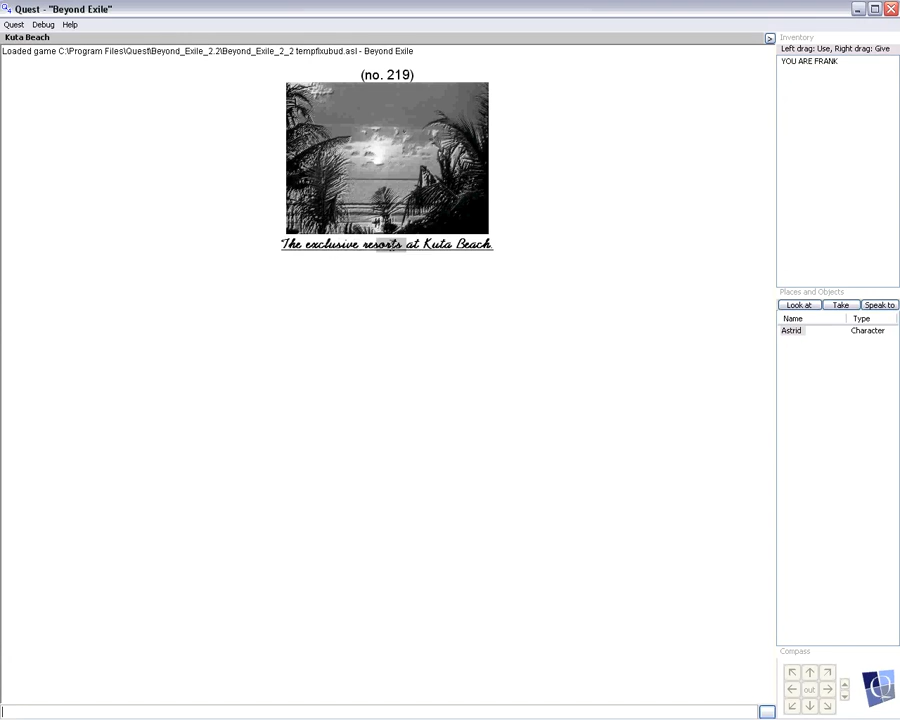 Quest - "Beyond Exile"
Quest Debug Help
Kuta Beach
Loaded game C:\Program Files\Quest\Beyond_Exile_2.2\Beyond_Exile_2_2 tempfixubud.asl - Beyond Exile
(no. 219)
The exclusive resorts at Kuta Beach.
Inventory
Left drag: Use, Right drag: Give
YOU ARE FRANK
Places and Objects
Look at Take Speak to
Name Type
Astrid Character
Compass
out